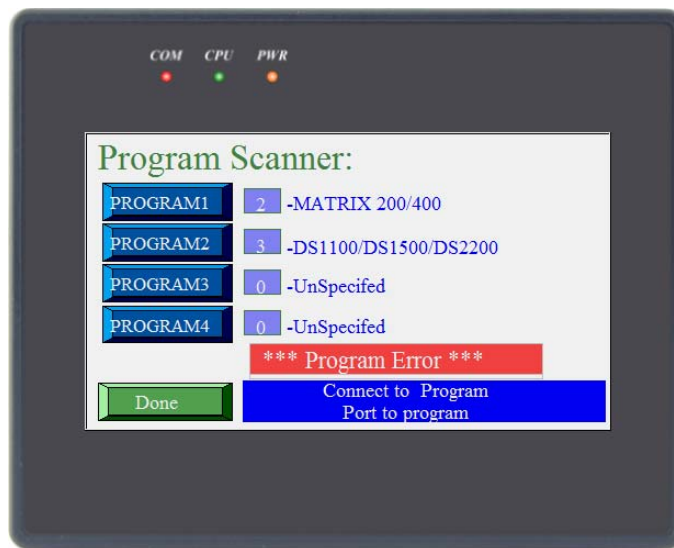 COM CPU PWR
Program Scanner:
PROGRAM1 2 -MATRIX 200/400
PROGRAM2 3 -DS1100/DS1500/DS2200
PROGRAM3 0 -UnSpecifed
PROGRAM4 0 -UnSpecifed
*** Program Error ***
Done
Connect to Program
Port to program